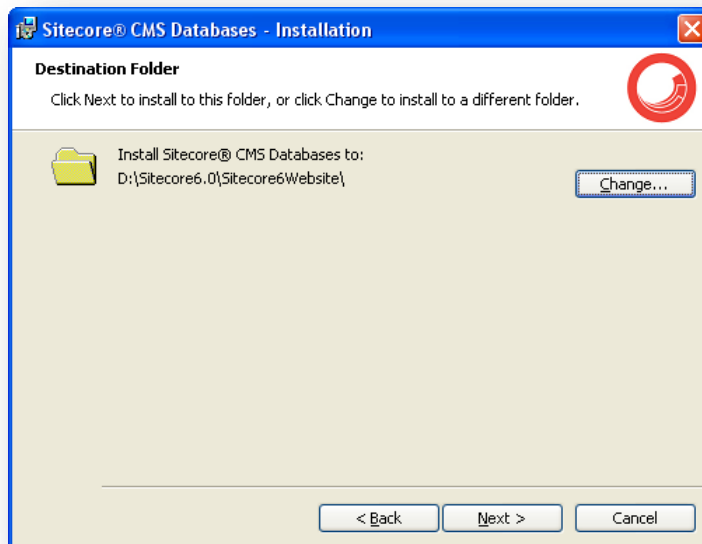 Sitecore® CMS Databases - Installation
Destination Folder
Click Next to install to this folder, or click Change to install to a different folder.
Install Sitecore® CMS Databases to:
D:\Sitecore6.0\Sitecore6Website\
Change...
< Back
Next >
Cancel